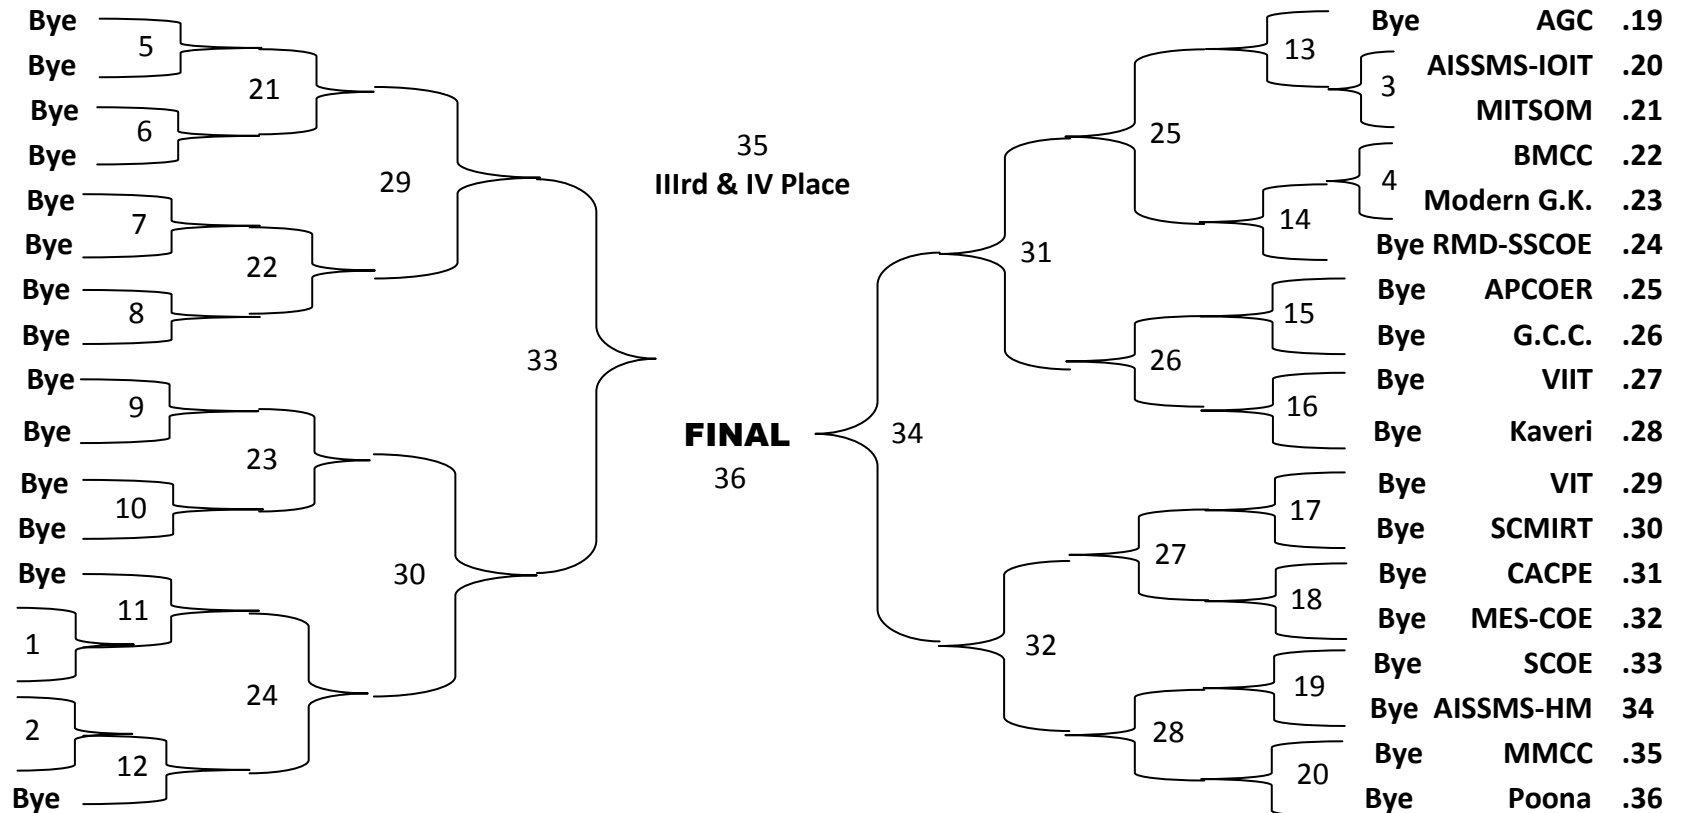 Bye
5
Bye
21
Bye
6
Bye
29
Bye
7
Bye
22
Bye
8
Bye
33
Bye
9
Bye
23
Bye
10
Bye
30
Bye
11
1
24
2
12
Bye
35
IIIrd & IV Place
FINAL
36
34
31
25
13
3
4
14
26
15
16
32
27
17
18
28
19
20
Bye AGC .19
AISSMS-IOIT .20
MITSOM .21
BMCC .22
Modern G.K. .23
Bye RMD-SSCOE .24
Bye APCOER .25
Bye G.C.C. .26
Bye VIIT .27
Bye Kaveri .28
Bye VIT .29
Bye SCMIRT .30
Bye CACPE .31
Bye MES-COE .32
Bye SCOE .33
Bye AISSMS-HM 34
Bye MMCC .35
Bye Poona .36